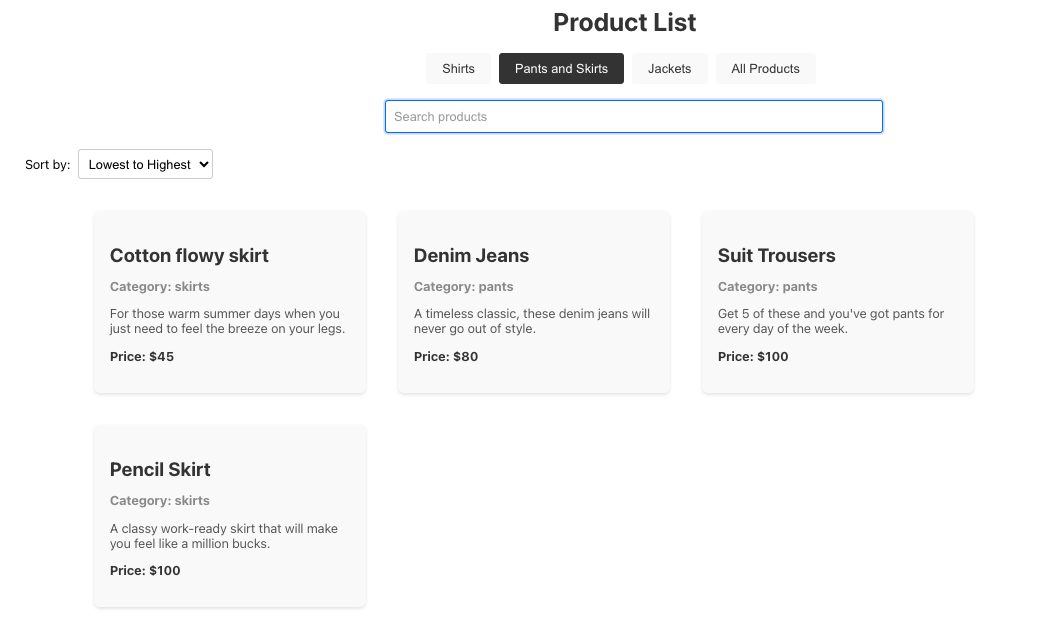 Product List
Shirts
Pants and Skirts
Jackets
All Products
Search products
Sort by:
Lowest to Highest
Cotton flowy skirt
Category: skirts
For those warm summer days when you
just need to feel the breeze on your legs.
Price: $45
Denim Jeans
Category: pants
A timeless classic, these denim jeans will
never go out of style.
Price: $80
Suit Trousers
Category: pants
Get 5 of these and you've got pants for
every day of the week.
Price: $100
Pencil Skirt
Category: skirts
A classy work-ready skirt that will make
you feel like a million bucks.
Price: $100